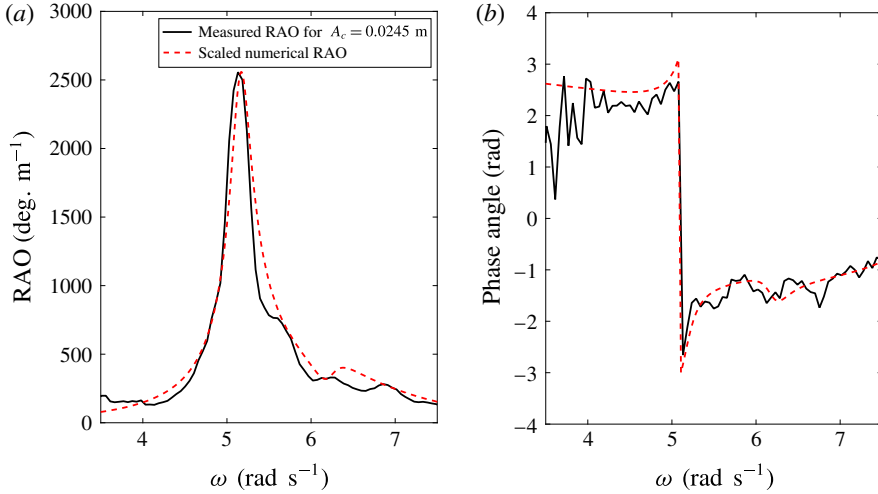 (a)
Measured RAO for A_c = 0.0245 m
Scaled numerical RAO
RAO (deg. m⁻¹)
3000
2500
2000
1500
1000
500
0
4 5 6 7
ω (rad s⁻¹)
(b)
Phase angle (rad)
4
3
2
1
0
−1
−2
−3
−4
4 5 6 7
ω (rad s⁻¹)